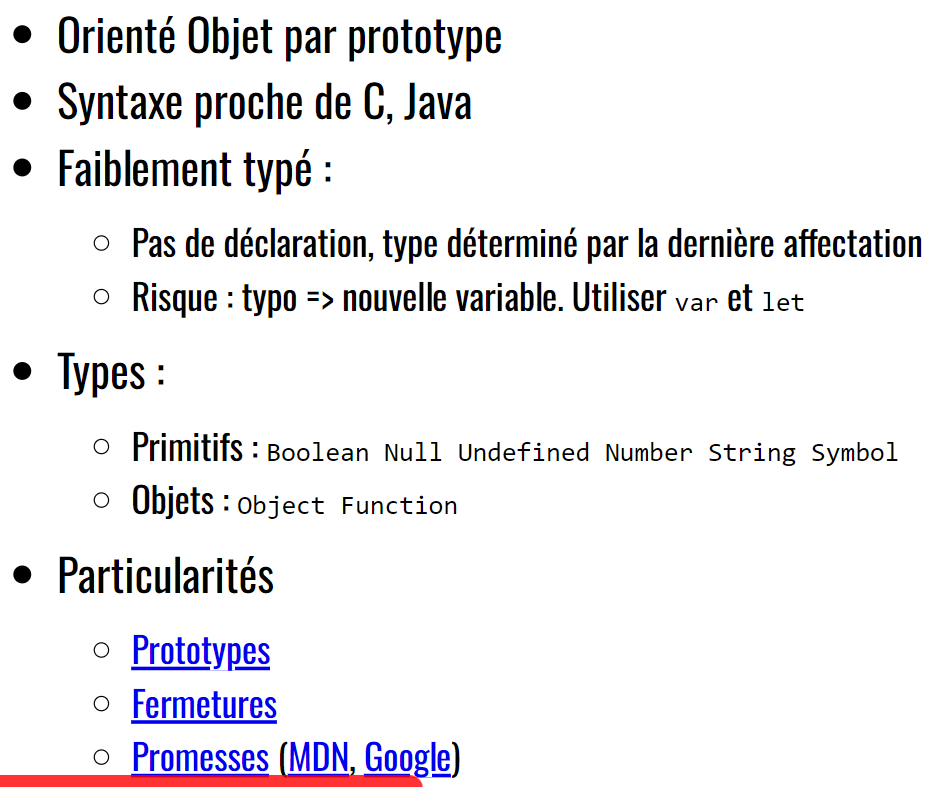 Orienté Objet par prototype
Syntaxe proche de C, Java
Faiblement typé :
Pas de déclaration, type déterminé par la dernière affectation
Risque : typo => nouvelle variable. Utiliser var et let
Types :
Primitifs : Boolean Null Undefined Number String Symbol
Objets : Object Function
Particularités
Prototypes
Fermetures
Promesses (MDN, Google)